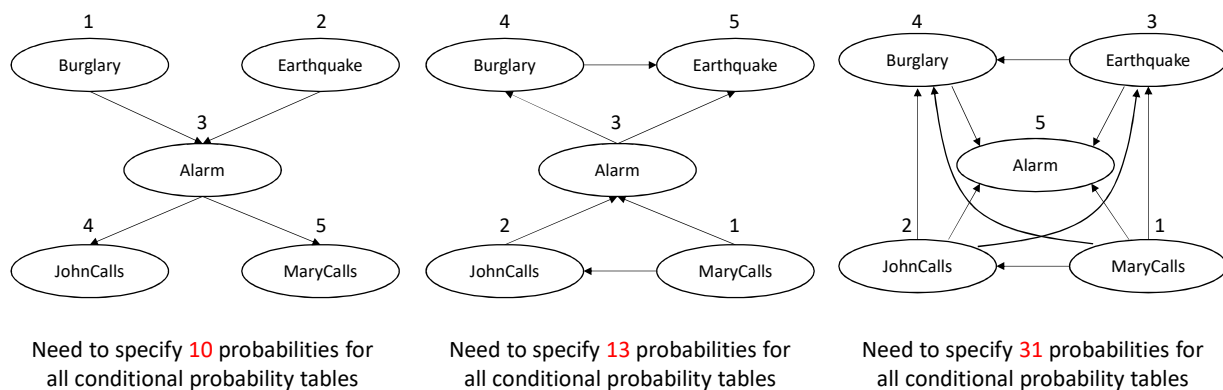 1
2
Burglary
Earthquake
3
Alarm
4
5
JohnCalls
MaryCalls
Need to specify 10 probabilities for
all conditional probability tables
4
5
Burglary
Earthquake
3
Alarm
2
1
JohnCalls
MaryCalls
Need to specify 13 probabilities for
all conditional probability tables
4
3
Burglary
Earthquake
5
Alarm
2
1
JohnCalls
MaryCalls
Need to specify 31 probabilities for
all conditional probability tables